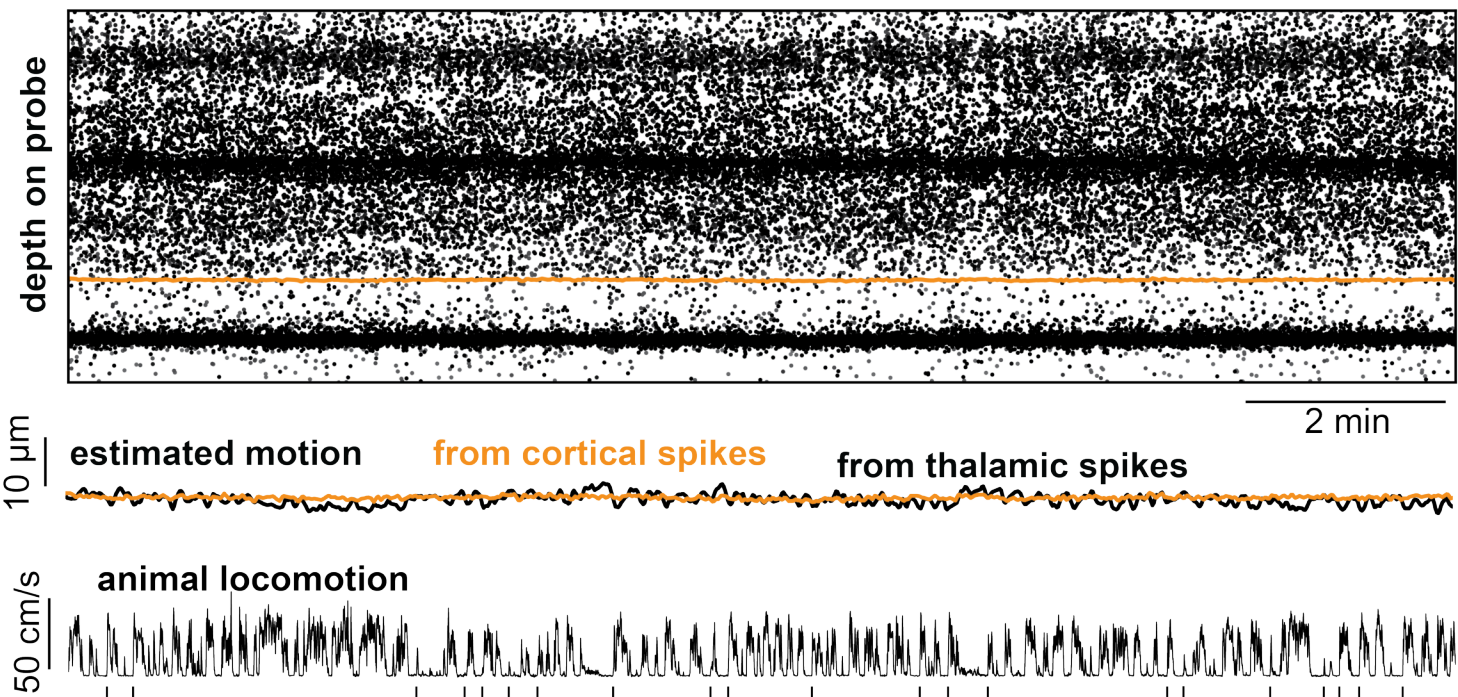 depth on probe
2 min
10 µm
estimated motion
from cortical spikes
from thalamic spikes
animal locomotion
50 cm/s